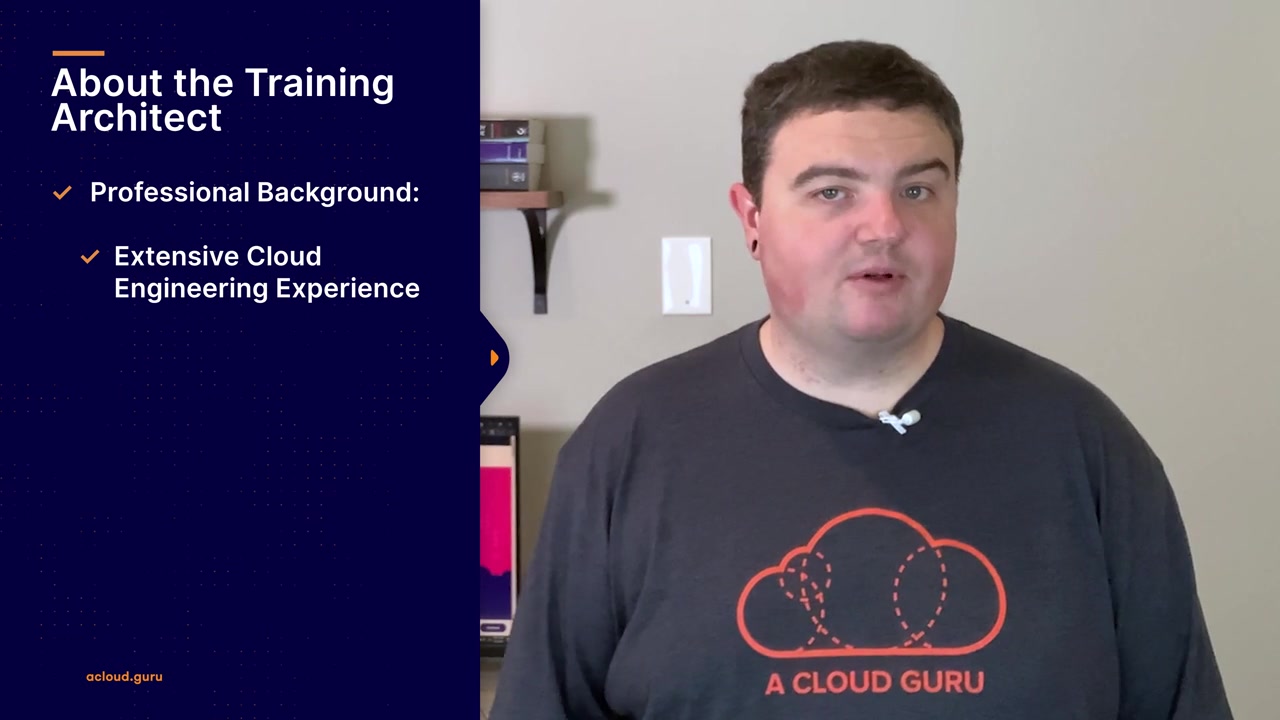 About the Training
Architect
Professional Background:
Extensive Cloud
Engineering Experience
acloud.guru
A CLOUD GURU